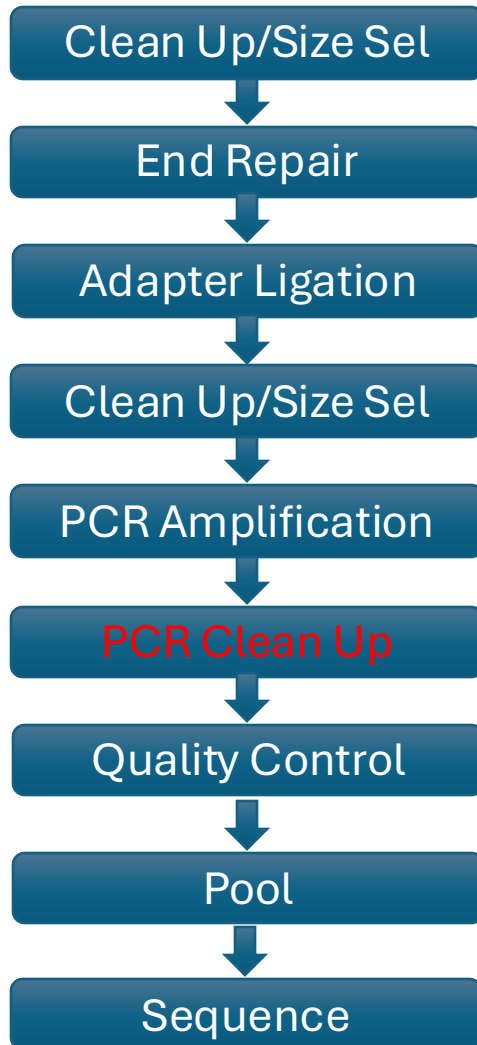 Clean Up/Size Sel
End Repair
Adapter Ligation
Clean Up/Size Sel
PCR Amplification
PCR Clean Up
Quality Control
Pool
Sequence